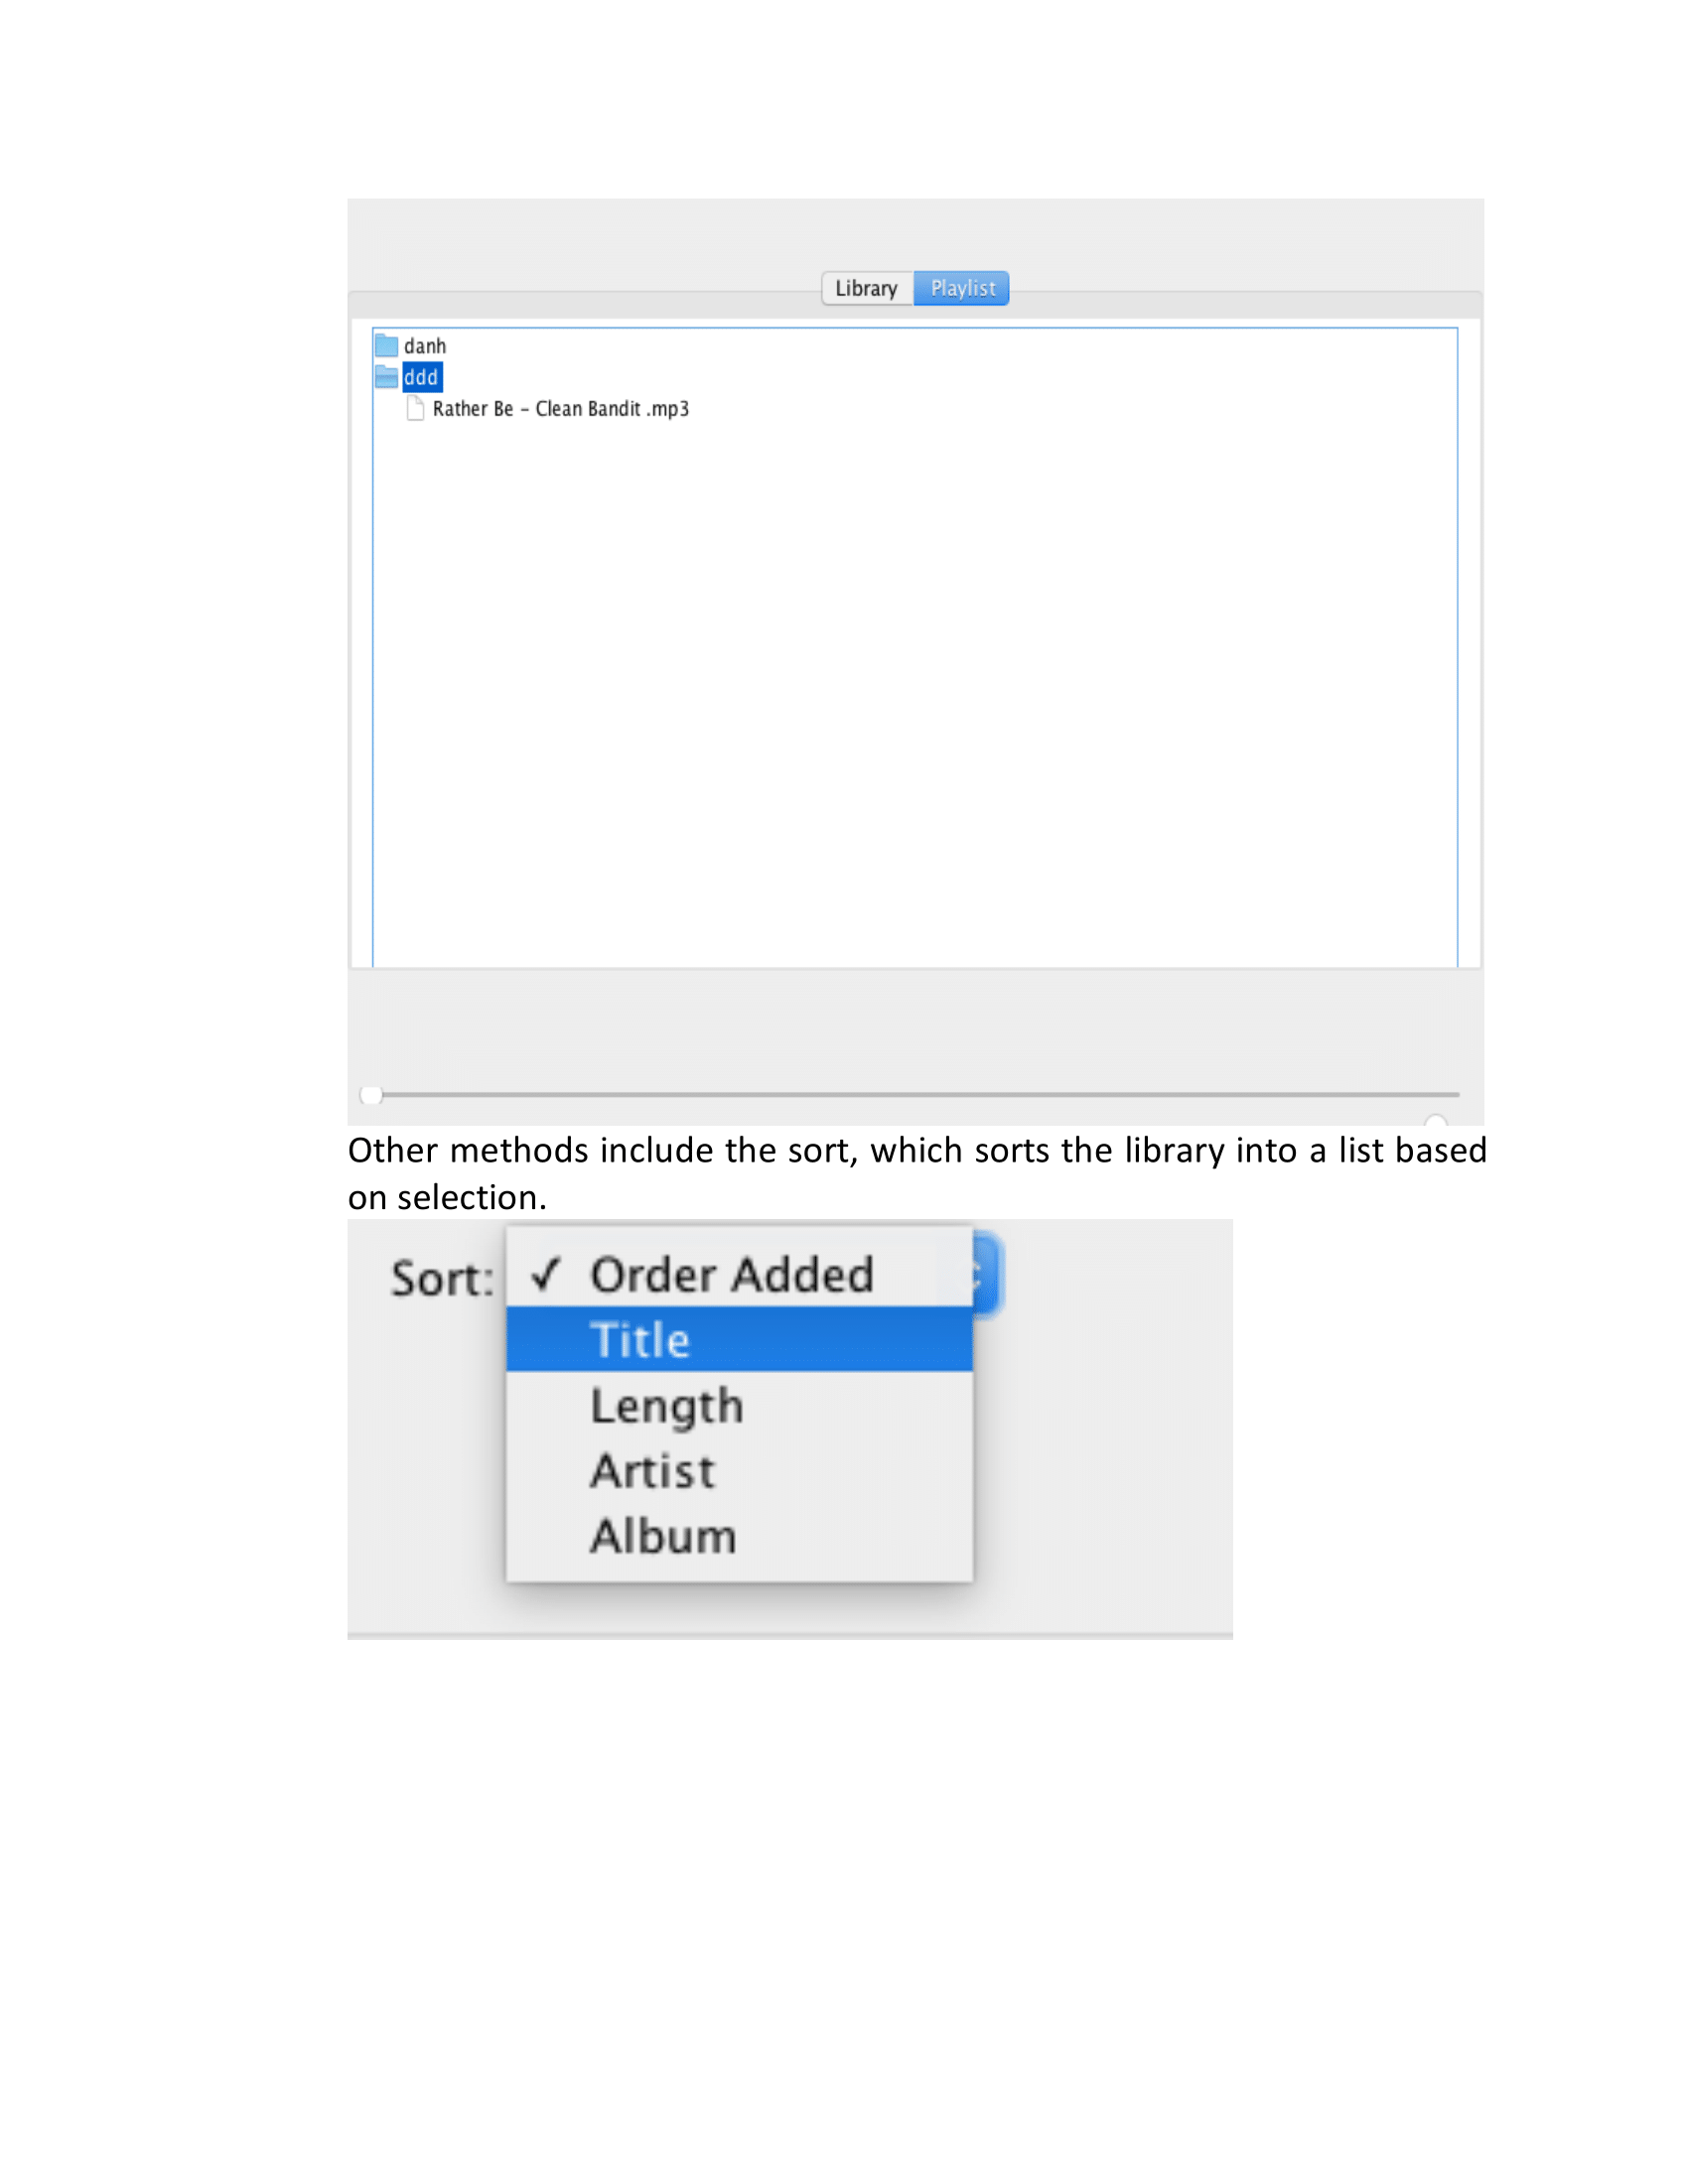 Library Playlist
danh
ddd
Rather Be – Clean Bandit .mp3
Other methods include the sort, which sorts the library into a list based
on selection.
Sort: ✓ Order Added
Title
Length
Artist
Album